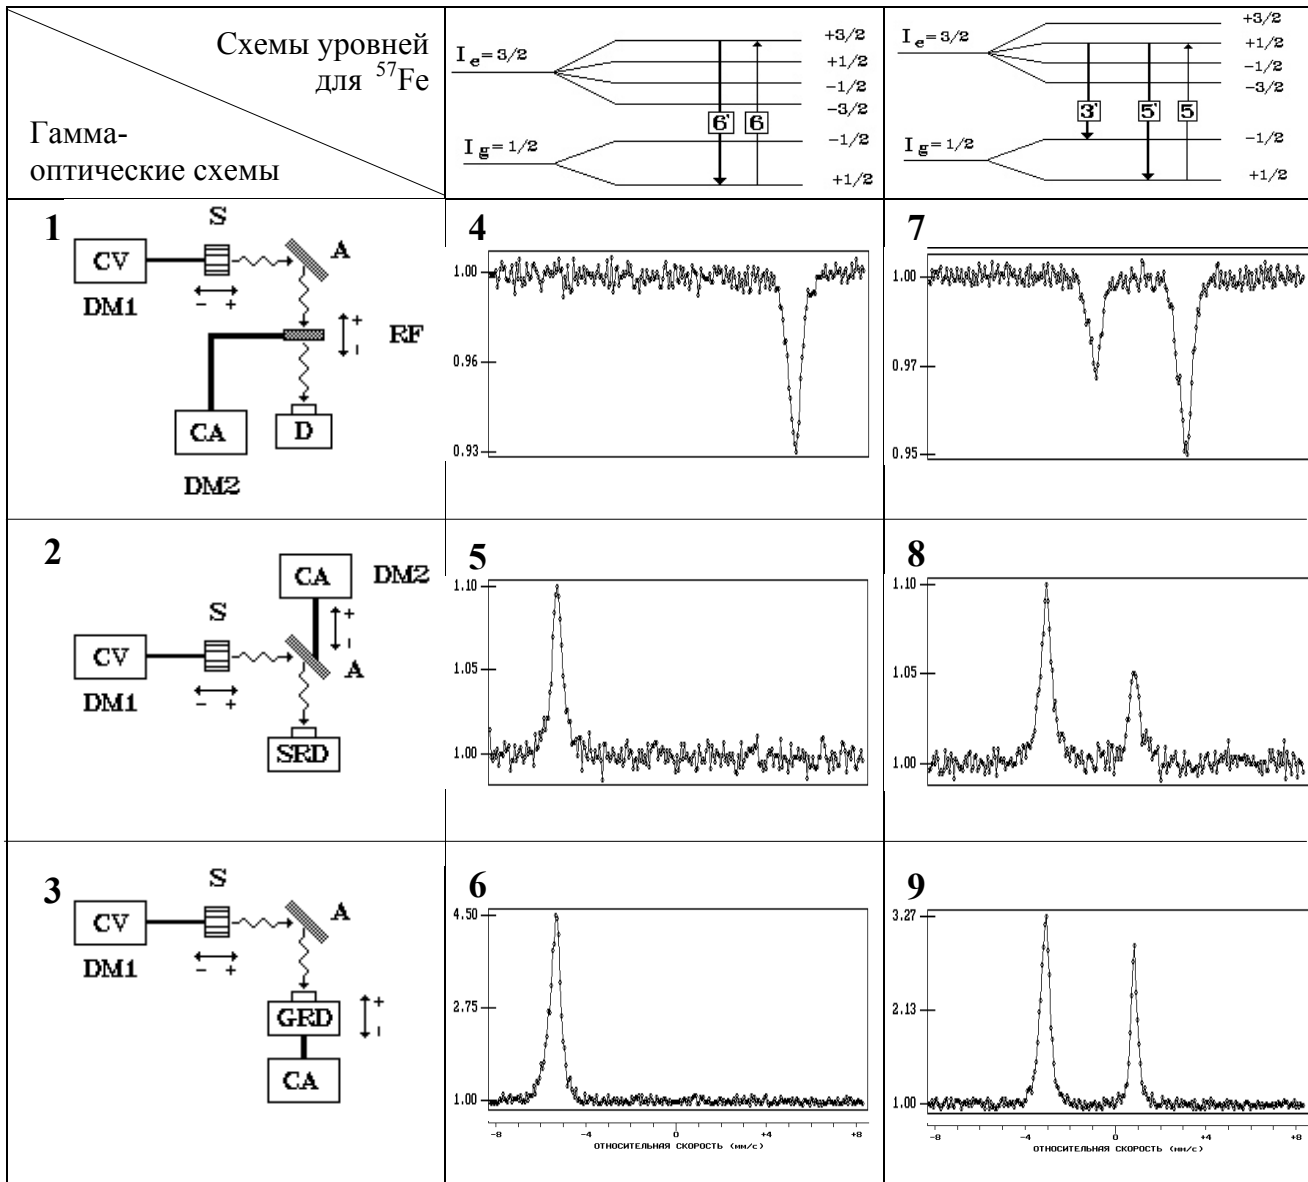 Схемы уровней
для ⁵⁷Fe
Гамма-
оптические схемы
I e = 3/2
+3/2
+1/2
-1/2
-3/2
6' 6
I g = 1/2
-1/2
+1/2
I e = 3/2
+3/2
+1/2
-1/2
-3/2
3' 5' 5
I g = 1/2
-1/2
+1/2
1
S
CV
A
DM1
- +
+
RF
-
CA
D
DM2
4
1.00
0.96
0.93
7
1.00
0.97
0.95
2
CA
DM2
S
+
-
CV
A
DM1
- +
SRD
5
1.10
1.05
1.00
8
1.10
1.05
1.00
3
S
CV
A
DM1
- +
GRD
+
-
CA
6
4.50
2.75
1.00
-8 -4 0 +4 +8
ОТНОСИТЕЛЬНАЯ СКОРОСТЬ (мм/с)
9
3.27
2.13
1.00
-8 -4 0 +4 +8
ОТНОСИТЕЛЬНАЯ СКОРОСТЬ (мм/с)